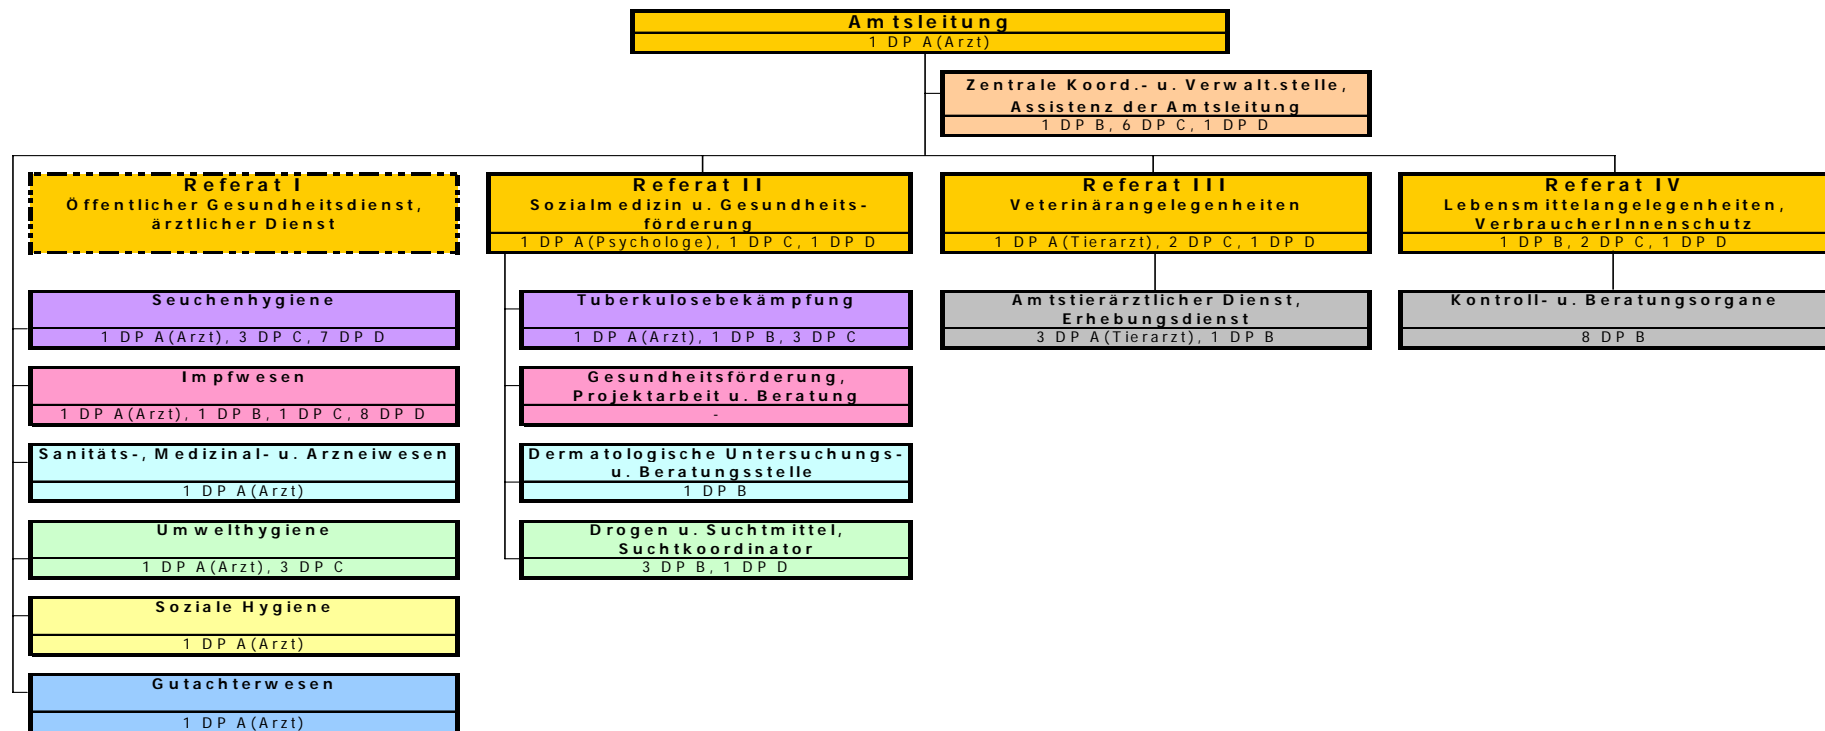 Amtsleitung
1 DP A(Arzt)
Zentrale Koord.- u. Verwalt.stelle,
Assistenz der Amtsleitung
1 DP B, 6 DP C, 1 DP D
Referat I
Öffentlicher Gesundheitsdienst,
ärztlicher Dienst
Referat II
Sozialmedizin u. Gesundheits-
förderung
1 DP A(Psychologe), 1 DP C, 1 DP D
Referat III
Veterinärangelegenheiten
1 DP A(Tierarzt), 2 DP C, 1 DP D
Referat IV
Lebensmittelangelegenheiten,
VerbraucherInnenschutz
1 DP B, 2 DP C, 1 DP D
Seuchenhygiene
1 DP A(Arzt), 3 DP C, 7 DP D
Tuberkulosebekämpfung
1 DP A(Arzt), 1 DP B, 3 DP C
Amtstierärztlicher Dienst,
Erhebungsdienst
3 DP A(Tierarzt), 1 DP B
Kontroll- u. Beratungsorgane
8 DP B
Impfwesen
1 DP A(Arzt), 1 DP B, 1 DP C, 8 DP D
Gesundheitsförderung,
Projektarbeit u. Beratung
-
Sanitäts-, Medizinal- u. Arzneiwesen
1 DP A(Arzt)
Dermatologische Untersuchungs-
u. Beratungsstelle
1 DP B
Umwelthygiene
1 DP A(Arzt), 3 DP C
Drogen u. Suchtmittel,
Suchtkoordinator
3 DP B, 1 DP D
Soziale Hygiene
1 DP A(Arzt)
Gutachterwesen
1 DP A(Arzt)